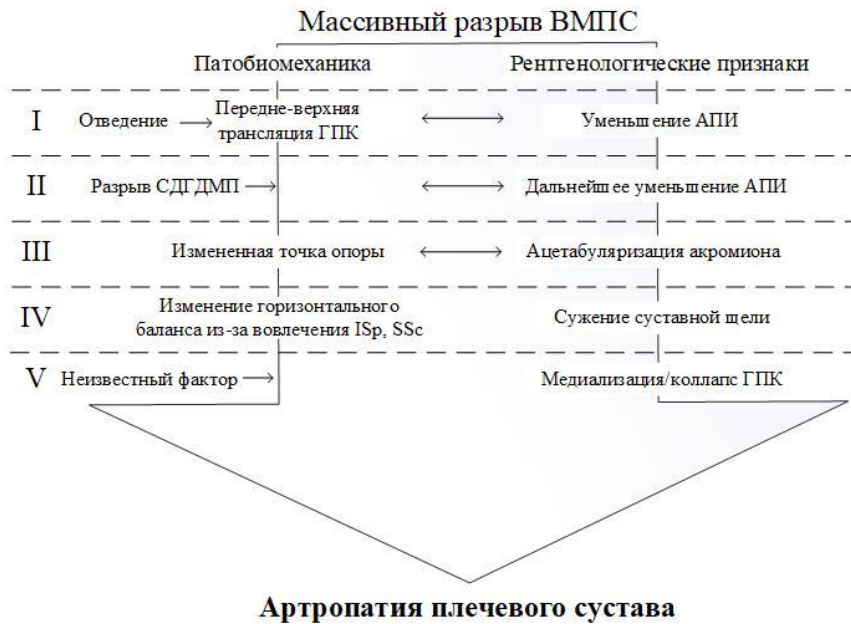 Массивный разрыв ВМПС
Патобиомеханика
Рентгенологические признаки
I
Отведение
Передне-верхняя
трансляция ГПК
Уменьшение АПИ
II
Разрыв СДГДМП
Дальнейшее уменьшение АПИ
III
Измененная точка опоры
Ацетабуляризация акромиона
IV
Изменение горизонтального
баланса из-за вовлечения ISp, SSc
Сужение суставной щели
V
Неизвестный фактор
Медиализация/коллапс ГПК
Артропатия плечевого сустава